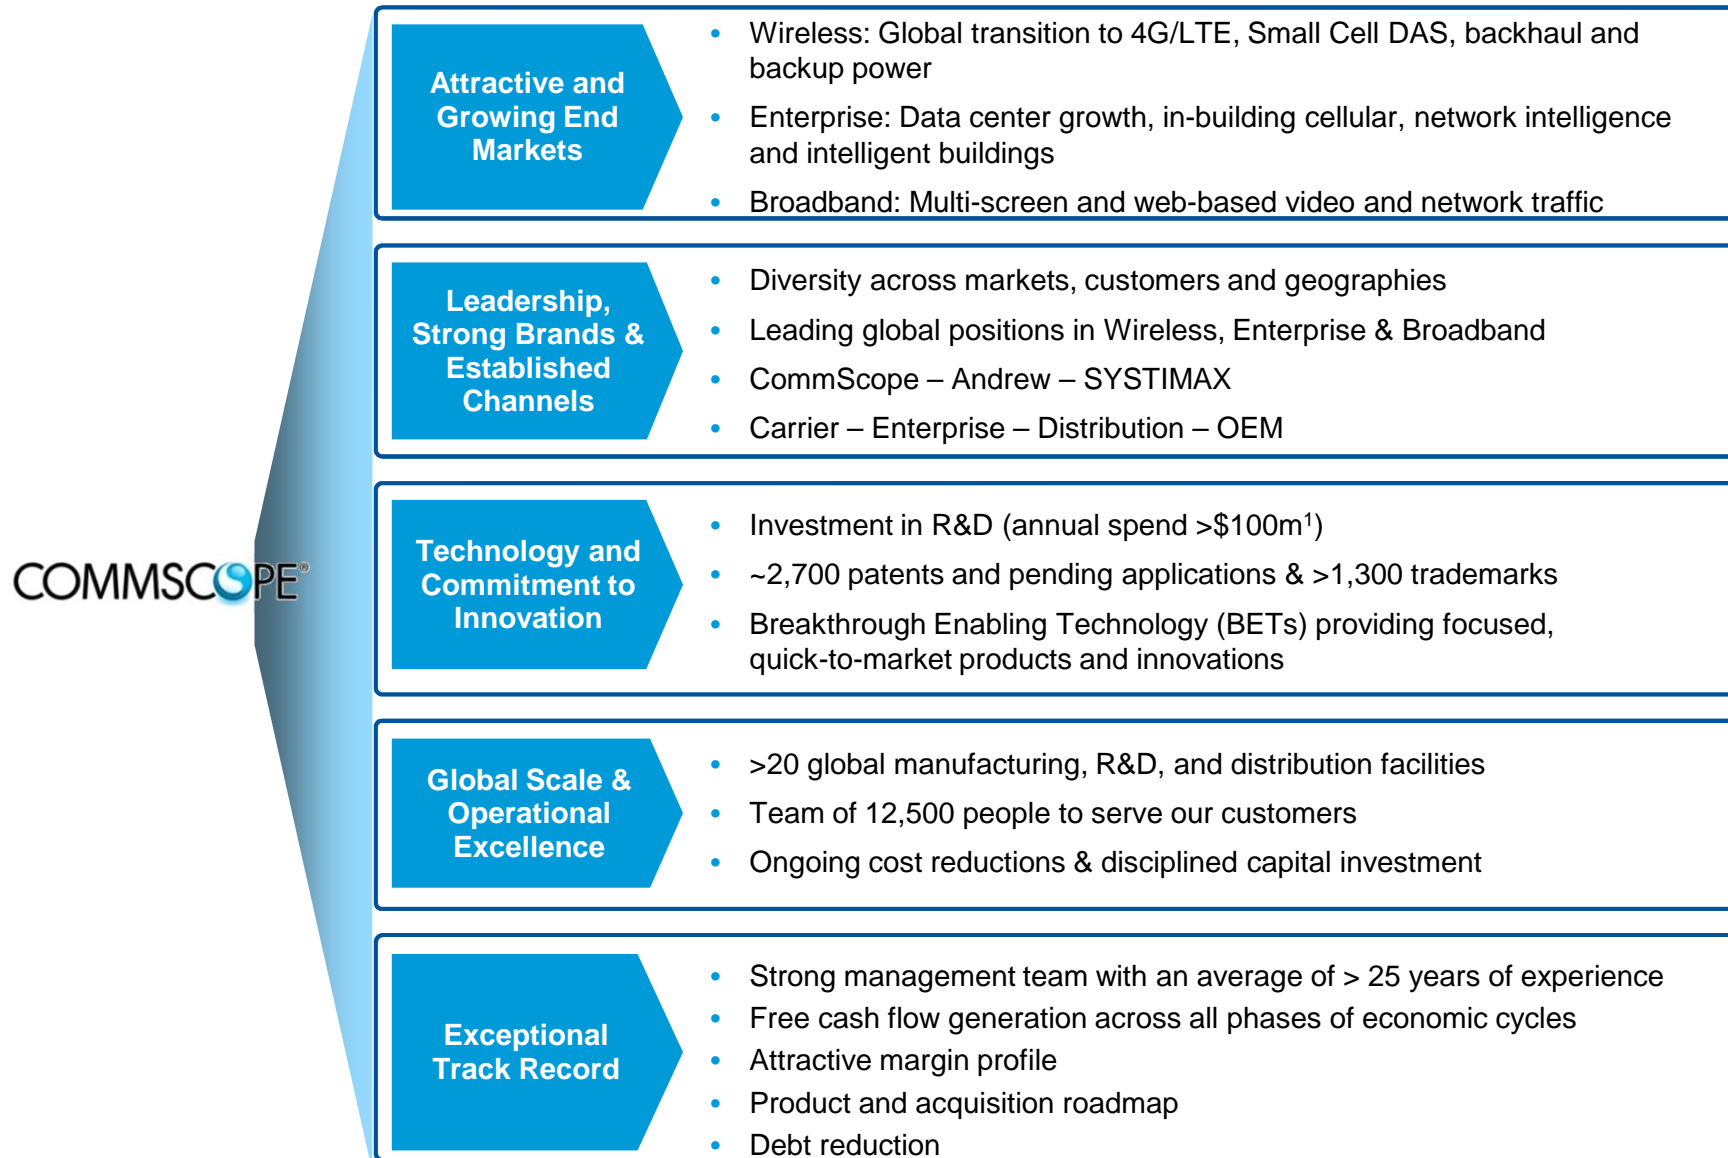 COMMSCOPE®
Attractive and
Growing End
Markets
• Wireless: Global transition to 4G/LTE, Small Cell DAS, backhaul and
backup power
• Enterprise: Data center growth, in-building cellular, network intelligence
and intelligent buildings
• Broadband: Multi-screen and web-based video and network traffic
Leadership,
Strong Brands &
Established
Channels
• Diversity across markets, customers and geographies
• Leading global positions in Wireless, Enterprise & Broadband
• CommScope – Andrew – SYSTIMAX
• Carrier – Enterprise – Distribution – OEM
Technology and
Commitment to
Innovation
• Investment in R&D (annual spend >$100m¹)
• ~2,700 patents and pending applications & >1,300 trademarks
• Breakthrough Enabling Technology (BETs) providing focused,
quick-to-market products and innovations
Global Scale &
Operational
Excellence
• >20 global manufacturing, R&D, and distribution facilities
• Team of 12,500 people to serve our customers
• Ongoing cost reductions & disciplined capital investment
Exceptional
Track Record
• Strong management team with an average of > 25 years of experience
• Free cash flow generation across all phases of economic cycles
• Attractive margin profile
• Product and acquisition roadmap
• Debt reduction